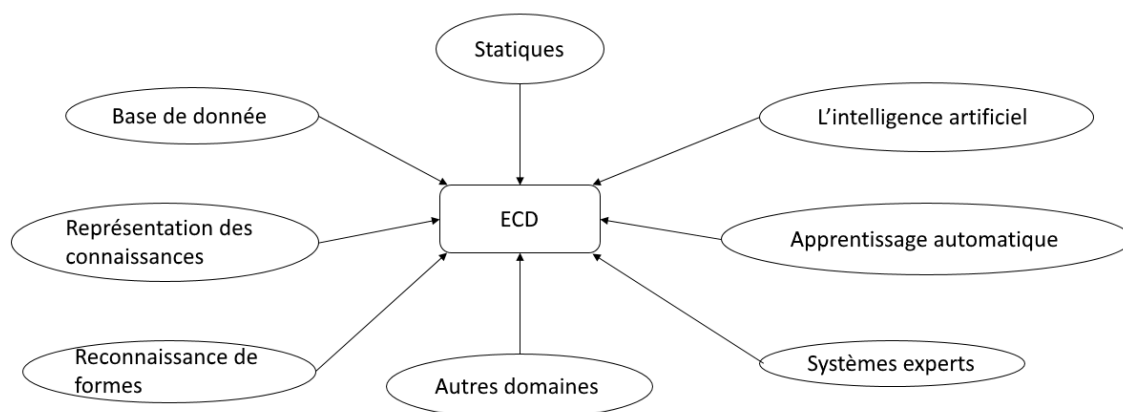 Statiques
Base de donnée
L’intelligence artificiel
ECD
Représentation des
connaissances
Apprentissage automatique
Reconnaissance de
formes
Autres domaines
Systèmes experts